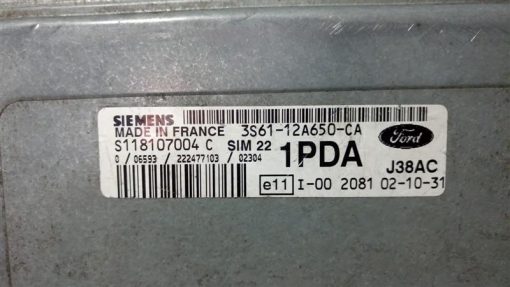 SIEMENS
MADE IN FRANCE 3S61-12A650-CA
S118107004 C SIM 22 1PDA Ford
0 / 06593 / 222477103 / 02304 J38AC
e11 I-00 2081 02-10-31